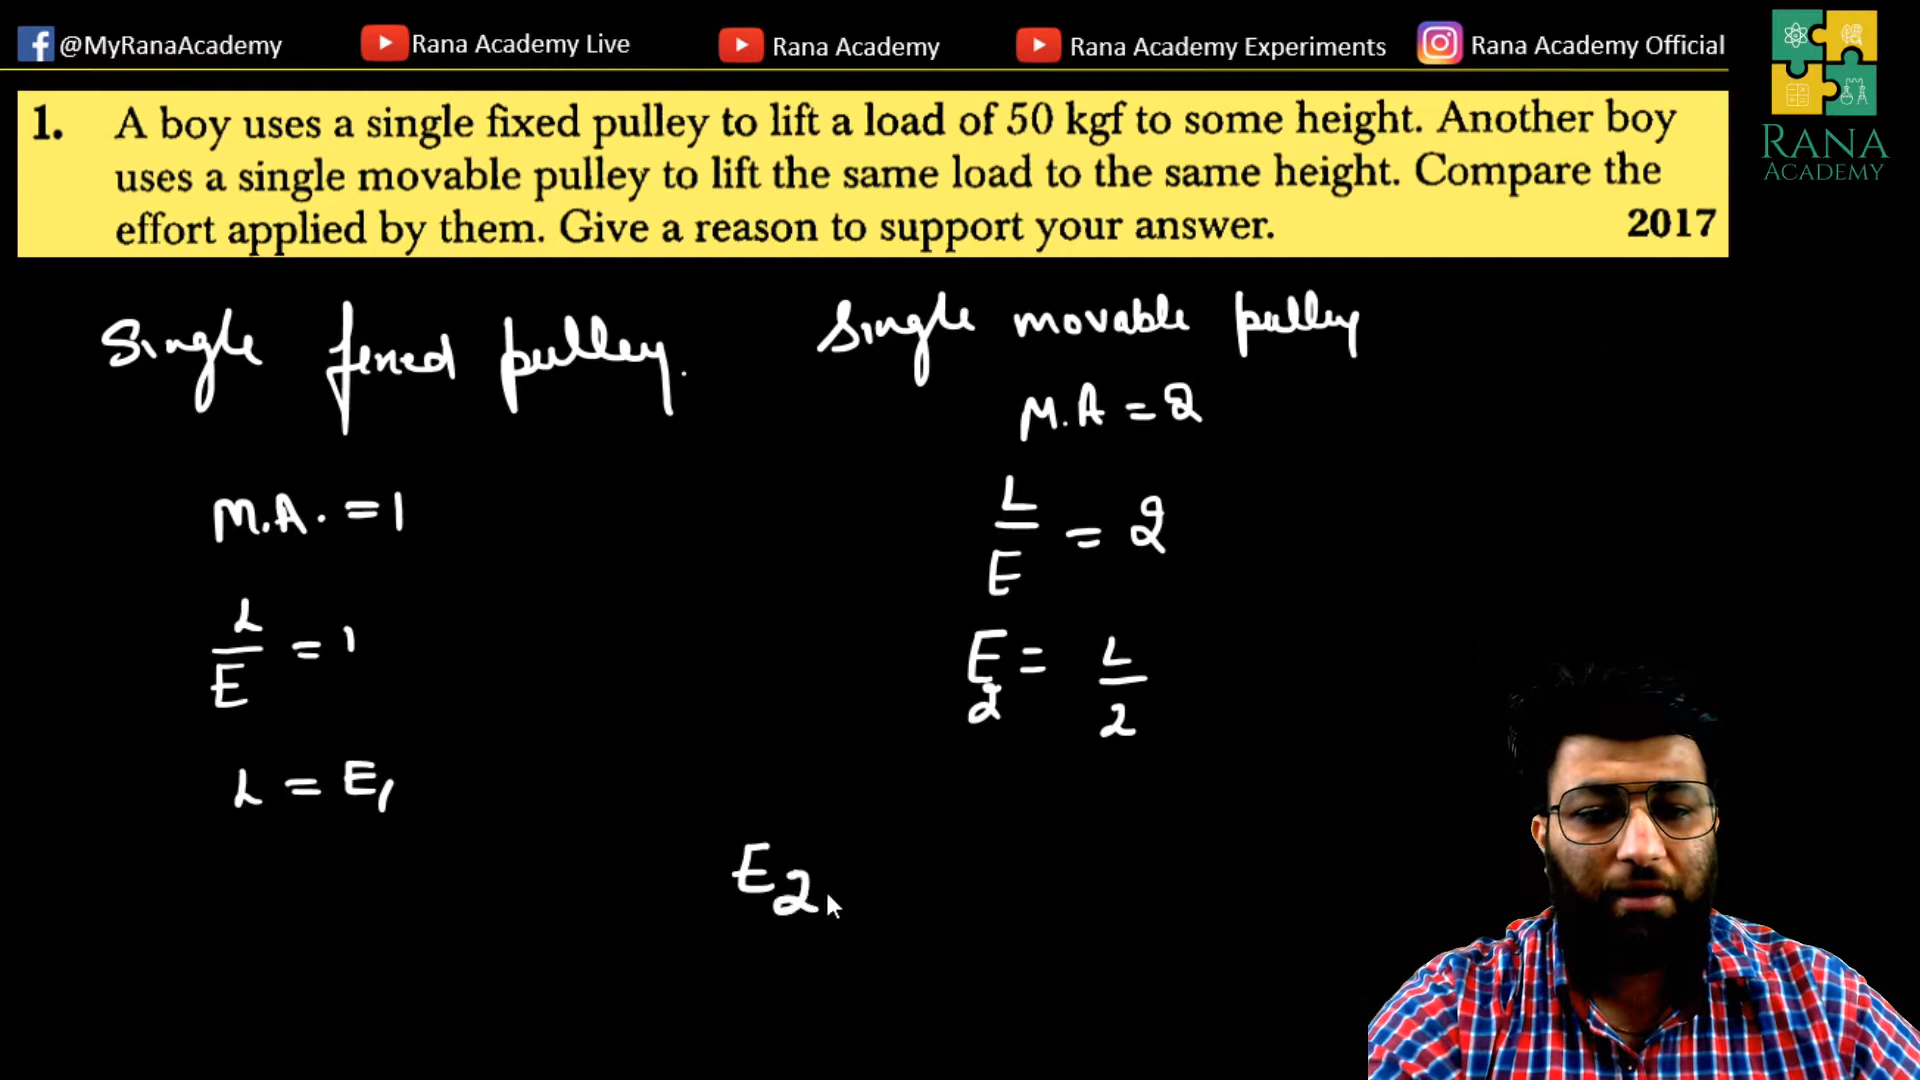 @MyRanaAcademy Rana Academy Live Rana Academy Rana Academy Experiments Rana Academy Official
RANA
ACADEMY
1. A boy uses a single fixed pulley to lift a load of 50 kgf to some height. Another boy
uses a single movable pulley to lift the same load to the same height. Compare the
effort applied by them. Give a reason to support your answer. 2017
Single fixed pulley.
M.A. = 1
L/E = 1
L = E1
Single movable pulley
M.A = 2
L/E = 2
E2 = L/2
E2